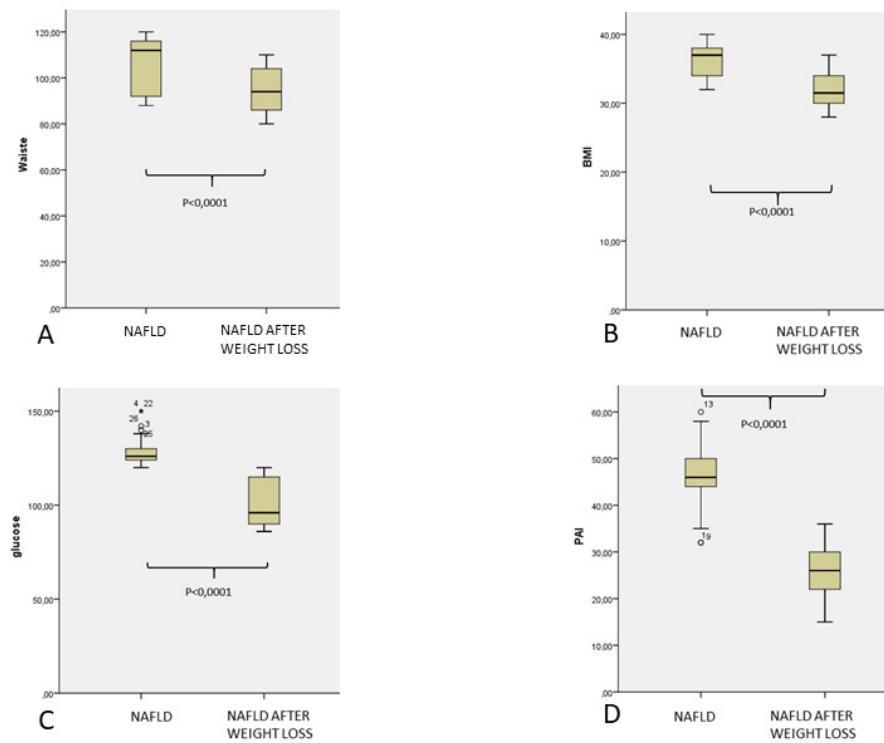 120,00
100,00
80,00
60,00
40,00
20,00
,00
Waiste
P<0,0001
A
NAFLD
NAFLD AFTER
WEIGHT LOSS
40,00
30,00
20,00
10,00
,00
BMI
P<0,0001
B
NAFLD
NAFLD AFTER
WEIGHT LOSS
150,00
100,00
50,00
,00
glucose
4 22
26 3
25
P<0,0001
C
NAFLD
NAFLD AFTER
WEIGHT LOSS
60,00
50,00
40,00
30,00
20,00
10,00
,00
PAI
13
19
P<0,0001
D
NAFLD
NAFLD AFTER
WEIGHT LOSS